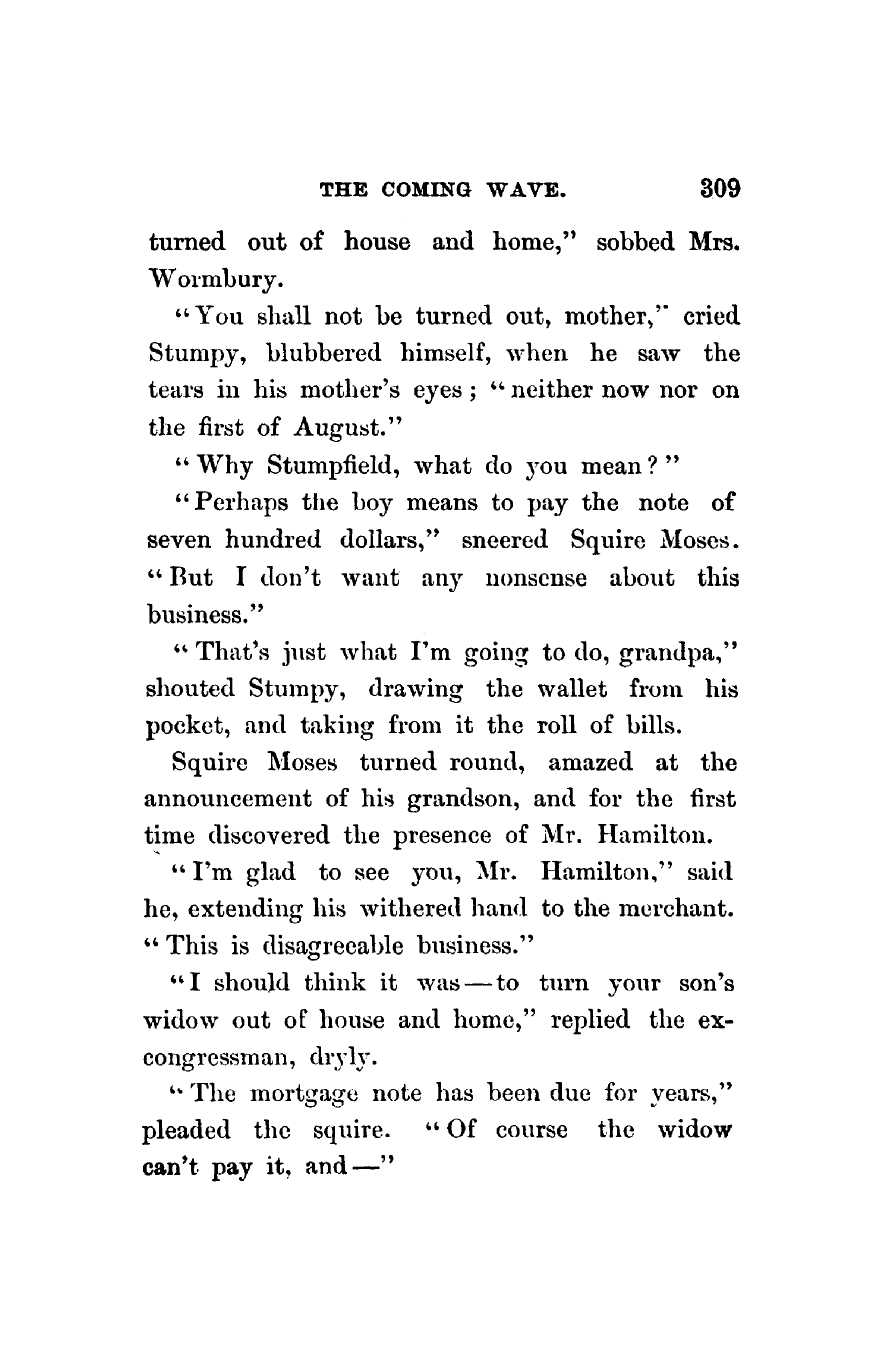 THE COMING WAVE. 309
turned out of house and home," sobbed Mrs.
Wormbury.
"You shall not be turned out, mother," cried
Stumpy, blubbered himself, when he saw the
tears in his mother's eyes; "neither now nor on
the first of August."
"Why Stumpfield, what do you mean?"
"Perhaps the boy means to pay the note of
seven hundred dollars," sneered Squire Moses.
"But I don't want any nonsense about this
business."
"That's just what I'm going to do, grandpa,"
shouted Stumpy, drawing the wallet from his
pocket, and taking from it the roll of bills.
Squire Moses turned round, amazed at the
announcement of his grandson, and for the first
time discovered the presence of Mr. Hamilton.
"I'm glad to see you, Mr. Hamilton," said
he, extending his withered hand to the merchant.
"This is disagreeable business."
"I should think it was—to turn your son's
widow out of house and home," replied the ex-
congressman, dryly.
"The mortgage note has been due for years,"
pleaded the squire. "Of course the widow
can't pay it, and—"